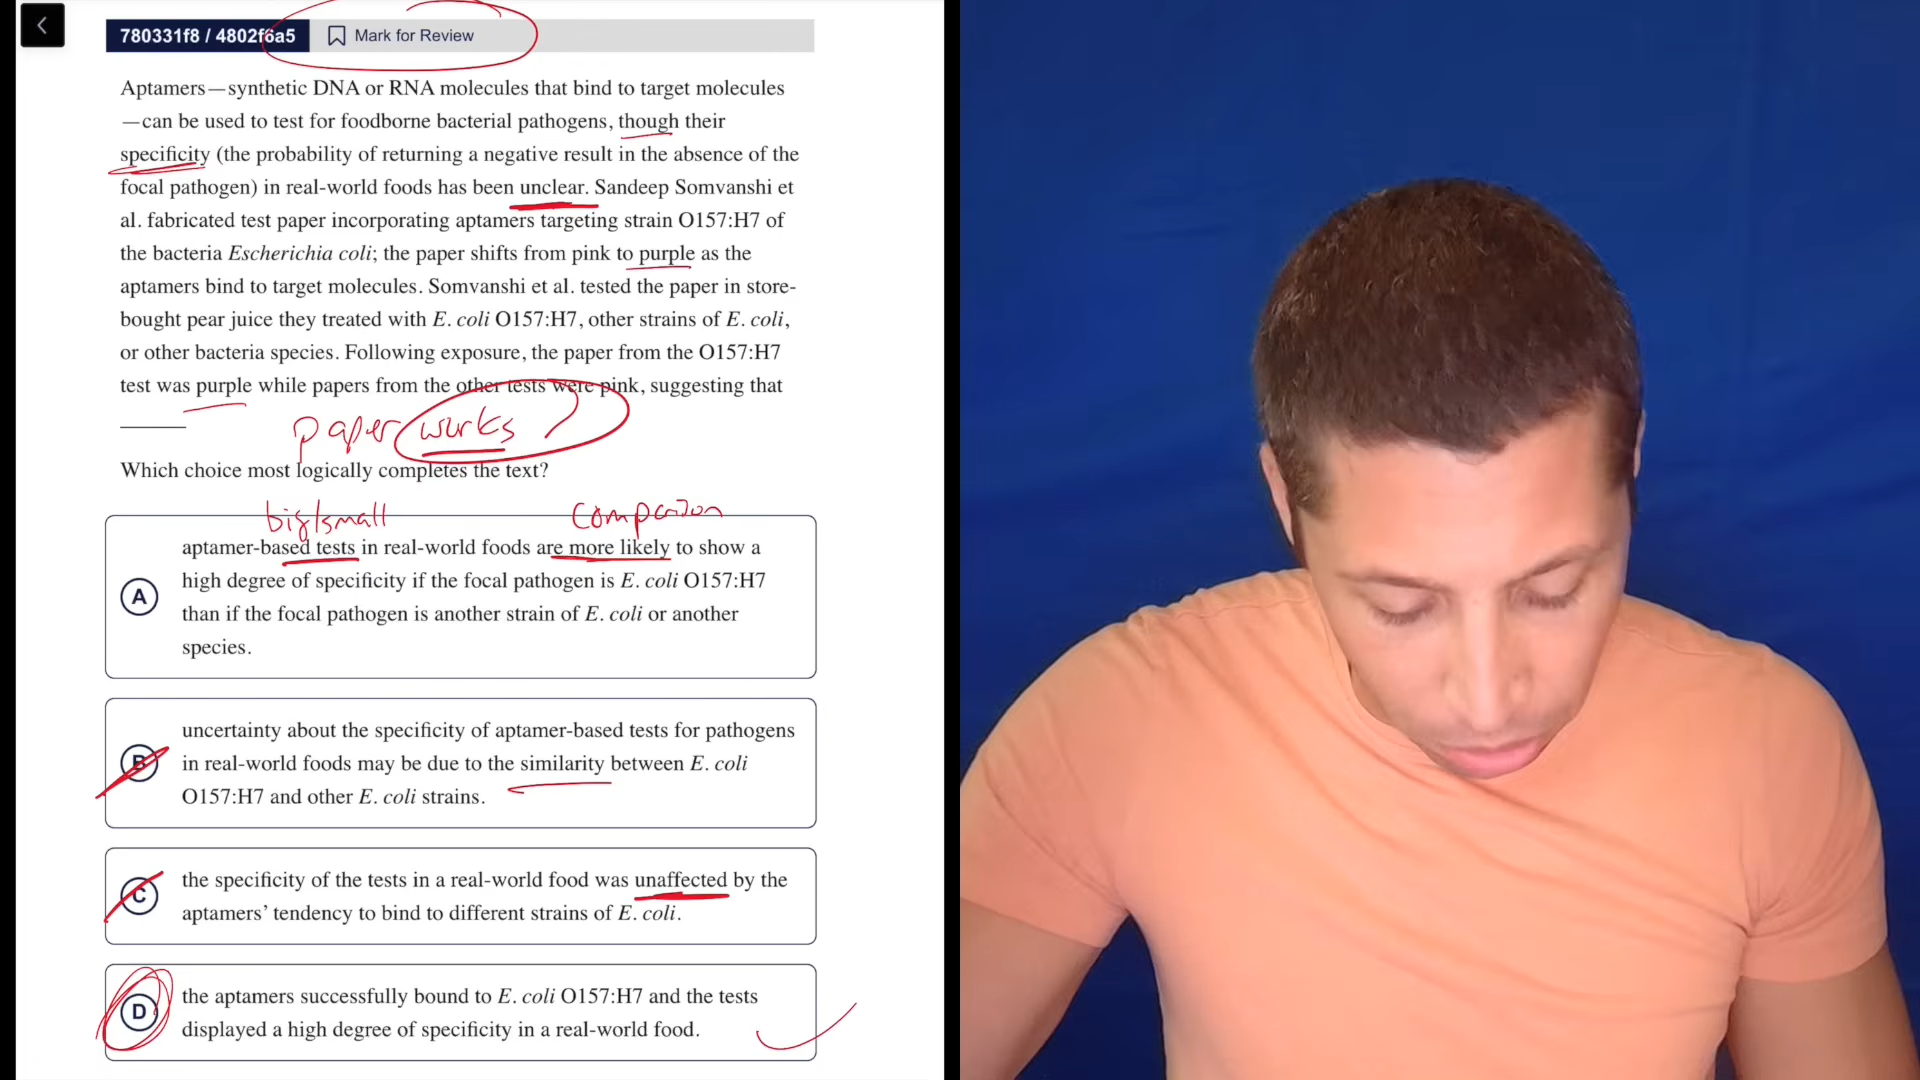 780331f8 / 4802f6a5 Mark for Review
Aptamers—synthetic DNA or RNA molecules that bind to target molecules
—can be used to test for foodborne bacterial pathogens, though their
specificity (the probability of returning a negative result in the absence of the
focal pathogen) in real-world foods has been unclear. Sandeep Somvanshi et
al. fabricated test paper incorporating aptamers targeting strain O157:H7 of
the bacteria Escherichia coli; the paper shifts from pink to purple as the
aptamers bind to target molecules. Somvanshi et al. tested the paper in store-
bought pear juice they treated with E. coli O157:H7, other strains of E. coli,
or other bacteria species. Following exposure, the paper from the O157:H7
test was purple while papers from the other tests were pink, suggesting that
______
paper works
Which choice most logically completes the text?
big/small comparison
A
aptamer-based tests in real-world foods are more likely to show a
high degree of specificity if the focal pathogen is E. coli O157:H7
than if the focal pathogen is another strain of E. coli or another
species.
B
uncertainty about the specificity of aptamer-based tests for pathogens
in real-world foods may be due to the similarity between E. coli
O157:H7 and other E. coli strains.
C
the specificity of the tests in a real-world food was unaffected by the
aptamers' tendency to bind to different strains of E. coli.
D
the aptamers successfully bound to E. coli O157:H7 and the tests
displayed a high degree of specificity in a real-world food.